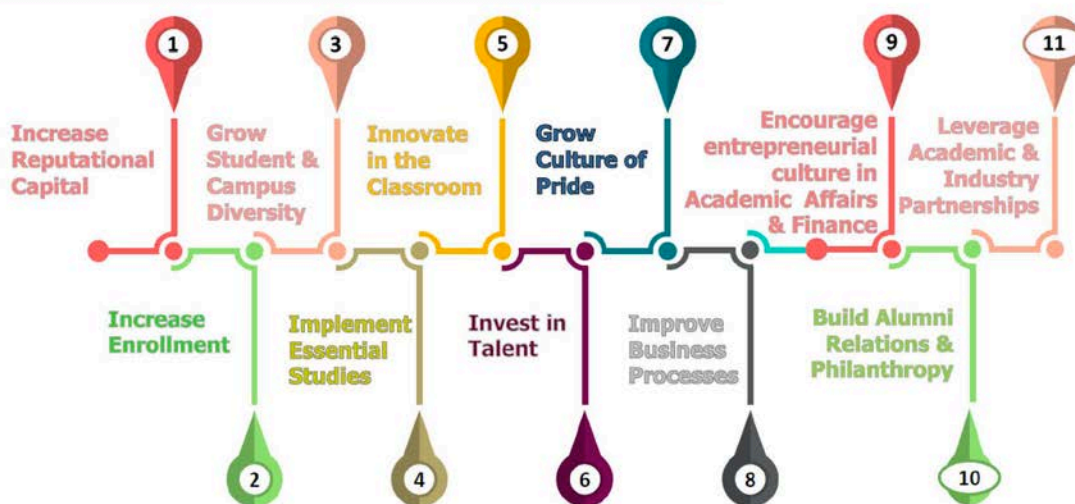 1
Increase
Reputational
Capital
2
Increase
Enrollment
3
Grow
Student &
Campus
Diversity
4
Implement
Essential
Studies
5
Innovate
in the
Classroom
6
Invest in
Talent
7
Grow
Culture of
Pride
8
Improve
Business
Processes
9
Encourage
entrepreneurial
culture in
Academic Affairs
& Finance
10
Build Alumni
Relations &
Philanthropy
11
Leverage
Academic &
Industry
Partnerships